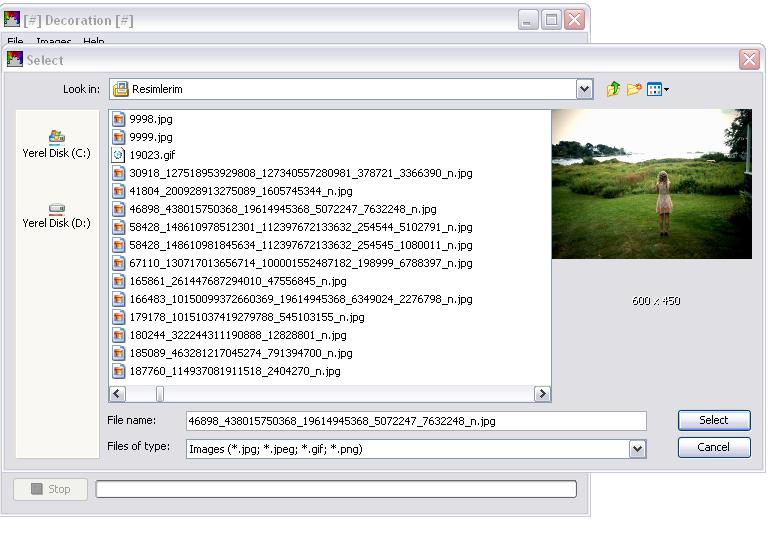 [#] Decoration [#]
File Images Help
Select
Look in: Resimlerim
Yerel Disk (C:)
Yerel Disk (D:)
9998.jpg
9999.jpg
19023.gif
30918_127518953929808_127340557280981_378721_3366390_n.jpg
41804_200928913275089_1605745344_n.jpg
46898_438015750368_19614945368_5072247_7632248_n.jpg
58428_148610978512301_112397672133632_254544_5102791_n.jpg
58428_148610981845634_112397672133632_254545_1080011_n.jpg
67110_130717013656714_100001552487182_198999_6788397_n.jpg
165861_261447687294010_47556845_n.jpg
166483_10150099372660369_19614945368_6349024_2276798_n.jpg
179178_10151037419279788_545103155_n.jpg
180244_322244311190888_12828801_n.jpg
185089_463281217045274_791394700_n.jpg
187760_114937081911518_2404270_n.jpg
600 x 450
File name: 46898_438015750368_19614945368_5072247_7632248_n.jpg Select
Files of type: Images (*.jpg; *.jpeg; *.gif; *.png) Cancel
Stop